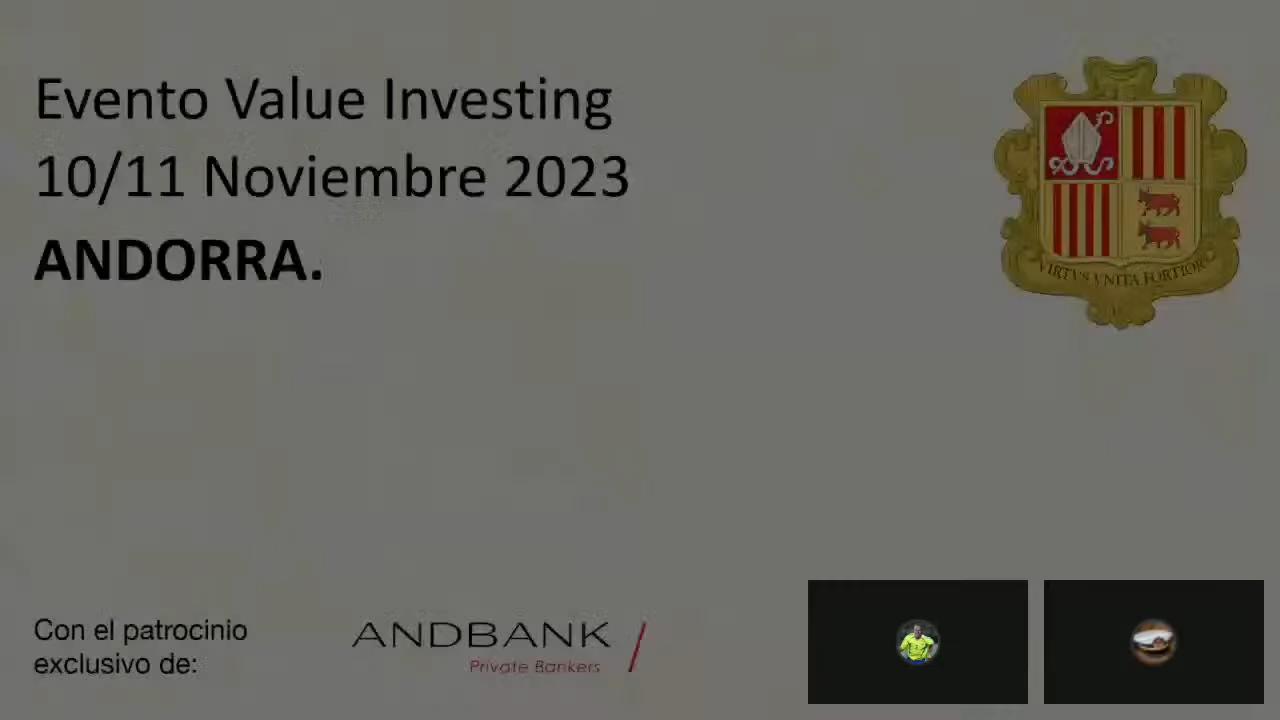 Evento Value Investing
10/11 Noviembre 2023
ANDORRA.
VIRTVS VNITA FORTIOR
Con el patrocinio
exclusivo de:
ANDBANK
Private Bankers